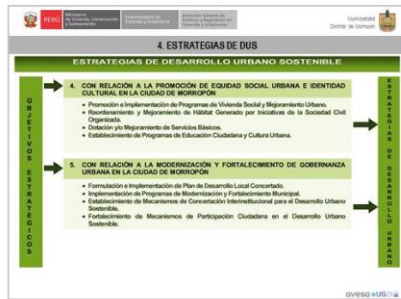 PERÚ
Ministerio de Vivienda, Construcción y Saneamiento
Viceministerio de Vivienda y Urbanismo
Municipalidad
Distrital de Morropón
4. ESTRATEGIAS DE DUS
ESTRATEGIAS DE DESARROLLO URBANO SOSTENIBLE
OBJETIVOS ESTRATÉGICOS
4. CON RELACIÓN A LA PROMOCIÓN DE EQUIDAD SOCIAL URBANA E IDENTIDAD
CULTURAL EN LA CIUDAD DE MORROPÓN
• Promoción e Implementación de Programas de Vivienda Social y Mejoramiento Urbano.
• Reordenamiento y Mejoramiento de Hábitat Generado por Iniciativas de la Sociedad Civil
Organizada.
• Dotación y/o Mejoramiento de Servicios Básicos.
• Establecimiento de Programas de Educación Ciudadana y Cultura Urbana.
5. CON RELACIÓN A LA MODERNIZACIÓN Y FORTALECIMIENTO DE GOBERNANZA
URBANA EN LA CIUDAD DE MORROPÓN
• Formulación e Implementación de Plan de Desarrollo Local Concertado.
• Implementación de Programas de Modernización y Fortalecimiento Municipal.
• Establecimiento de Mecanismos de Concertación Interinstitucional para el Desarrollo Urbano
Sostenible.
• Fortalecimiento de Mecanismos de Participación Ciudadana en el Desarrollo Urbano
Sostenible.
ESTRATEGIAS DE DESARROLLO URBANO